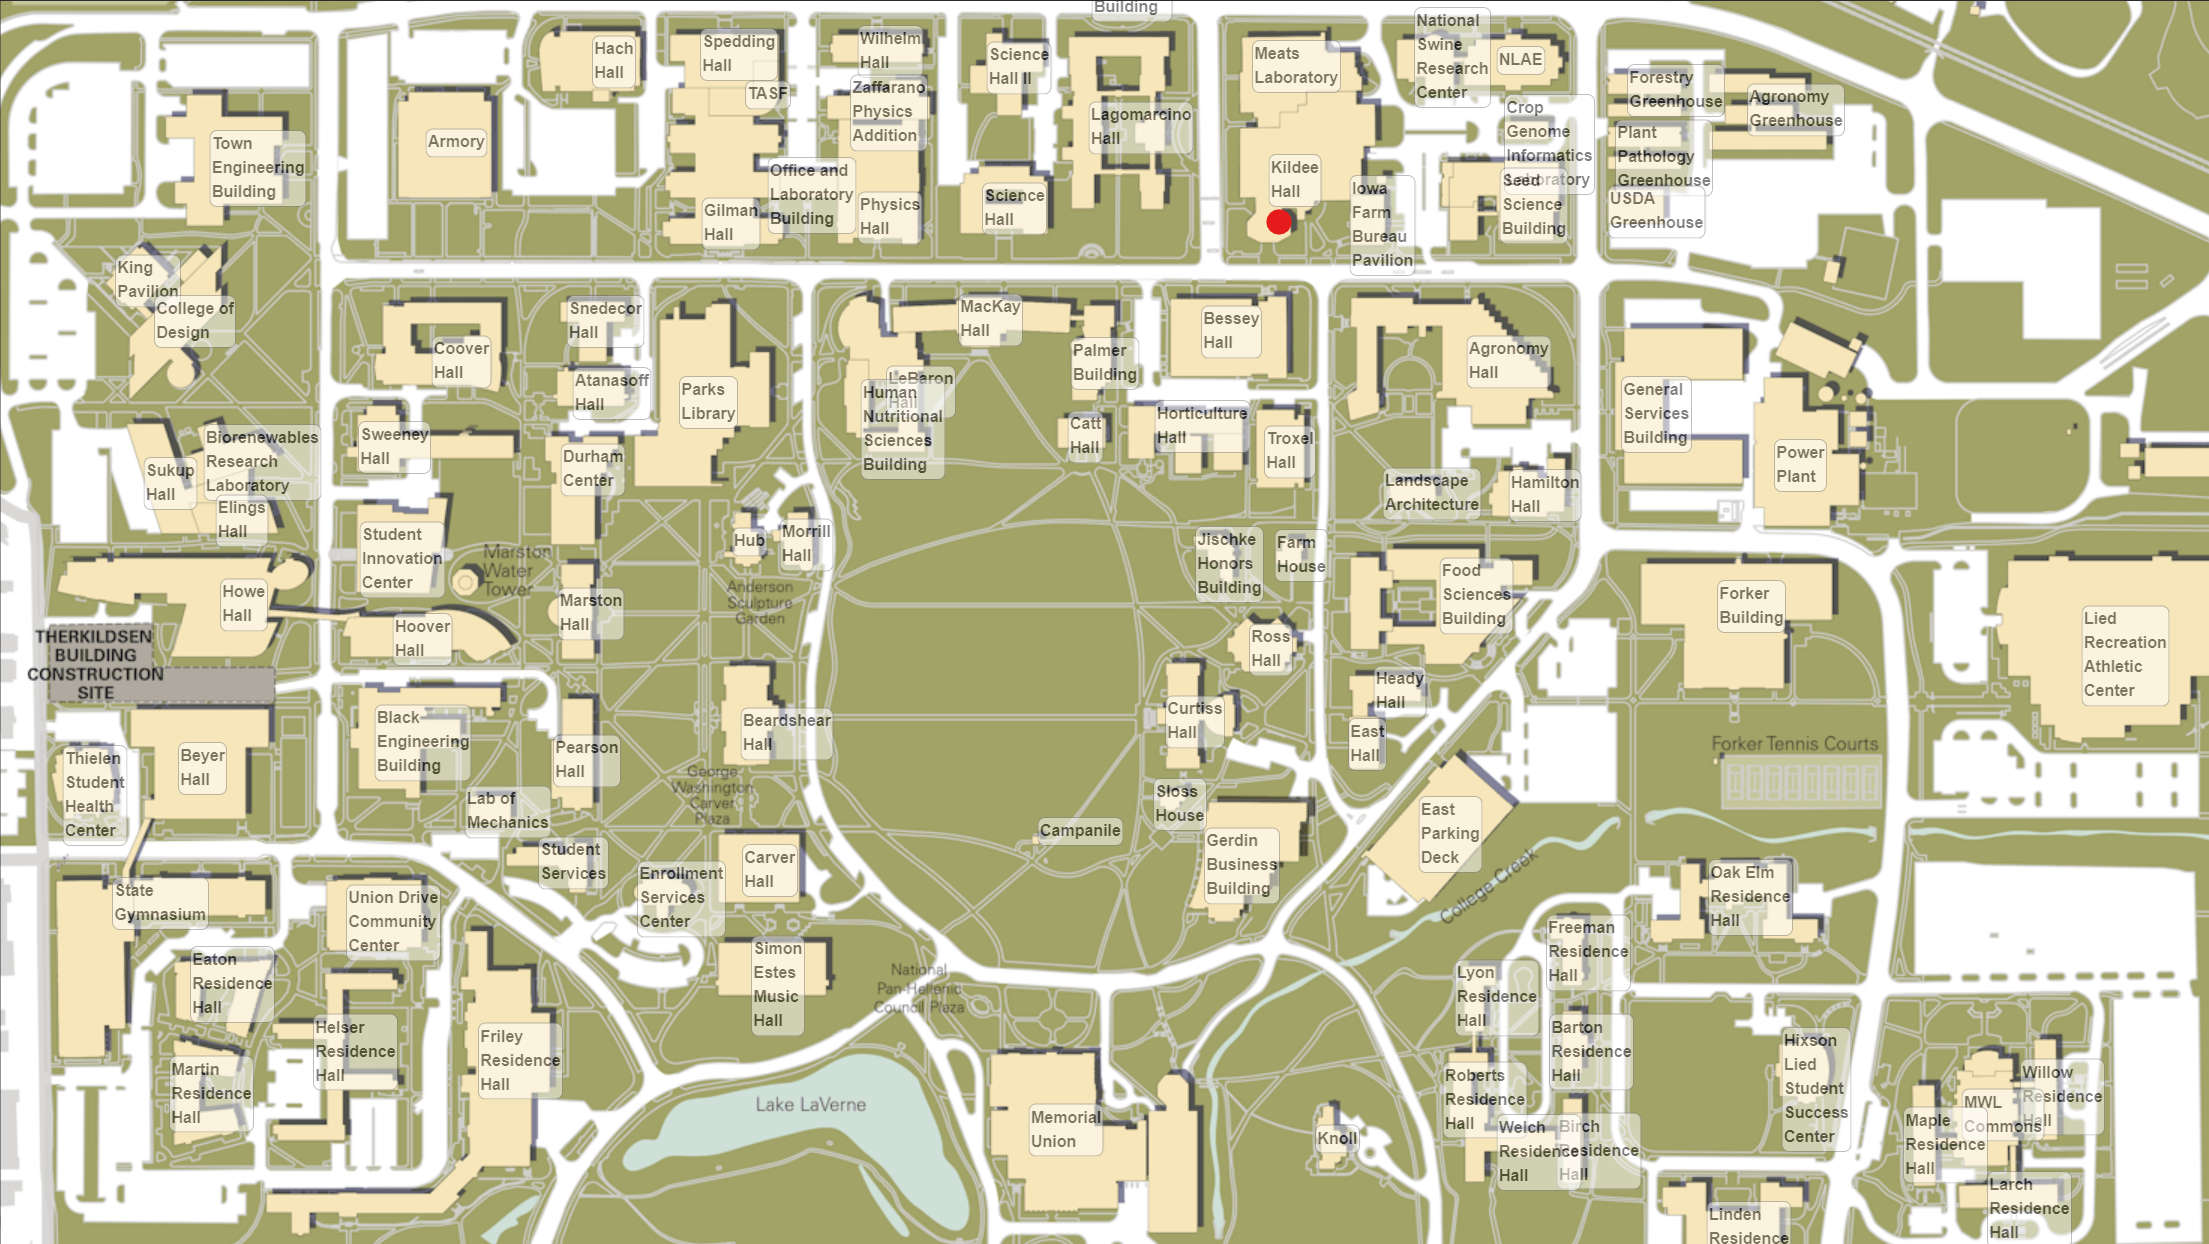 Building
Hach
Hall
Spedding
Hall
TASF
Wilhelm
Hall
Zaffarano
Physics
Addition
Science
Hall II
Lagomarcino
Hall
Meats
Laboratory
National
Swine
Research
Center
NLAE
Forestry
Greenhouse
Agronomy
Greenhouse
Town
Engineering
Building
Armory
Office and
Laboratory
Building
Gilman
Hall
Physics
Hall
Science
Hall
Kildee
Hall
Iowa
Farm
Bureau
Pavilion
Crop
Genome
Informatics
Laboratory
Seed
Science
Building
Plant
Pathology
Greenhouse
USDA
Greenhouse
King
Pavilion
College of
Design
Coover
Hall
Snedecor
Hall
Atanasoff
Hall
Parks
Library
MacKay
Hall
LeBaron
Hall
Human
Nutritional
Sciences
Building
Palmer
Building
Bessey
Hall
Agronomy
Hall
General
Services
Building
Power
Plant
Sukup
Hall
Biorenewables
Research
Laboratory
Elings
Hall
Sweeney
Hall
Durham
Center
Catt
Hall
Horticulture
Hall
Troxel
Hall
Landscape
Architecture
Hamilton
Hall
Student
Innovation
Center
Marston
Water
Tower
Hub
Morrill
Hall
Jischke
Honors
Building
Farm
House
Food
Sciences
Building
Forker
Building
Lied
Recreation
Athletic
Center
Howe
Hall
Hoover
Hall
Marston
Hall
Anderson
Sculpture
Garden
Ross
Hall
THERKILDSEN
BUILDING
CONSTRUCTION
SITE
Black
Engineering
Building
Pearson
Hall
Beardshear
Hall
Curtiss
Hall
Heady
Hall
East
Hall
Forker Tennis Courts
Thielen
Student
Health
Center
Beyer
Hall
Lab of
Mechanics
George
Washington
Carver
Plaza
Sloss
House
Campanile
Gerdin
Business
Building
East
Parking
Deck
College Creek
State
Gymnasium
Union Drive
Community
Center
Student
Services
Enrollment
Services
Center
Carver
Hall
Oak Elm
Residence
Hall
Eaton
Residence
Hall
Simon
Estes
Music
Hall
National
Pan-Hellenic
Council Plaza
Freeman
Residence
Hall
Lyon
Residence
Hall
Martin
Residence
Hall
Helser
Residence
Hall
Friley
Residence
Hall
Lake LaVerne
Memorial
Union
Knoll
Roberts
Residence
Hall
Barton
Residence
Hall
Welch
Residence
Hall
Birch
Residence
Hall
Hixson
Lied
Student
Success
Center
Willow
Residence
Hall
MWL
Commons
Maple
Residence
Hall
Larch
Residence
Hall
Linden
Residence